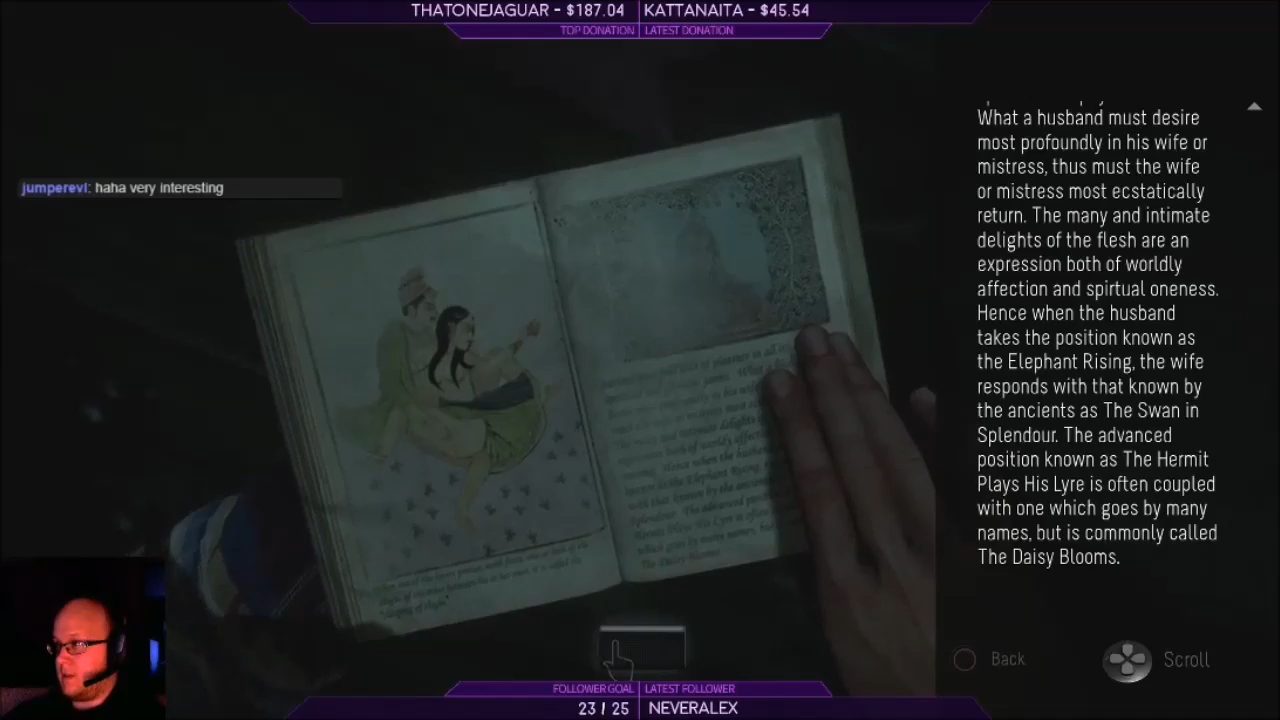 THATONEJAGUAR - $187.04
KATTANAITA - $45.54
TOP DONATION
LATEST DONATION
jumperevl: haha very interesting
What a husband must desire
most profoundly in his wife or
mistress, thus must the wife
or mistress most ecstatically
return. The many and intimate
delights of the flesh are an
expression both of worldly
affection and spirtual oneness.
Hence when the husband
takes the position known as
the Elephant Rising, the wife
responds with that known by
the ancients as The Swan in
Splendour. The advanced
position known as The Hermit
Plays His Lyre is often coupled
with one which goes by many
names, but is commonly called
The Daisy Blooms.
Back
Scroll
FOLLOWER GOAL
LATEST FOLLOWER
23 / 25
NEVERALEX